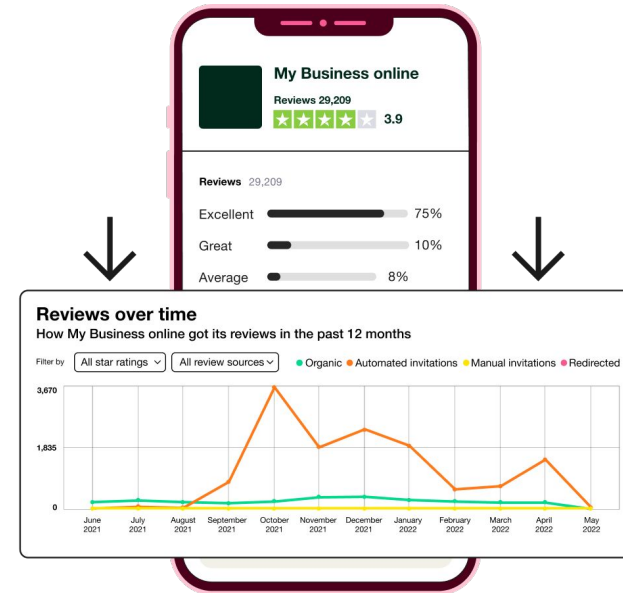 My Business online
Reviews 29,209
3.9
Reviews 29,209
Excellent 75%
Great 10%
Average 8%
Reviews over time
How My Business online got its reviews in the past 12 months
Filter by All star ratings All review sources Organic Automated invitations Manual invitations Redirected
3,670
1,835
0
June 2021 July 2021 August 2021 September 2021 October 2021 November 2021 December 2021 January 2022 February 2022 March 2022 April 2022 May 2022